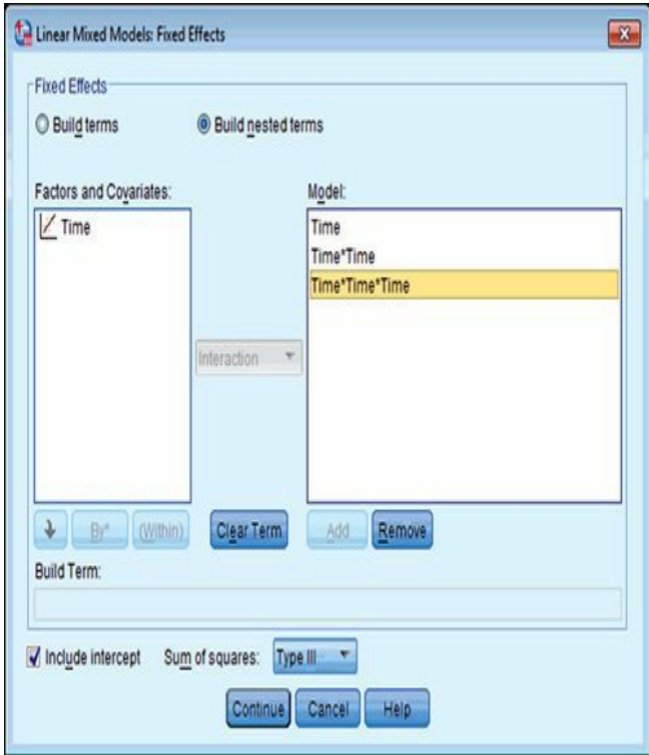 Linear Mixed Models: Fixed Effects
Fixed Effects
Build terms Build nested terms
Factors and Covariates: Model:
Time Time
Time*Time
Time*Time*Time
Interaction
By* (Within) Clear Term Add Remove
Build Term:
Include intercept Sum of squares: Type III
Continue Cancel Help